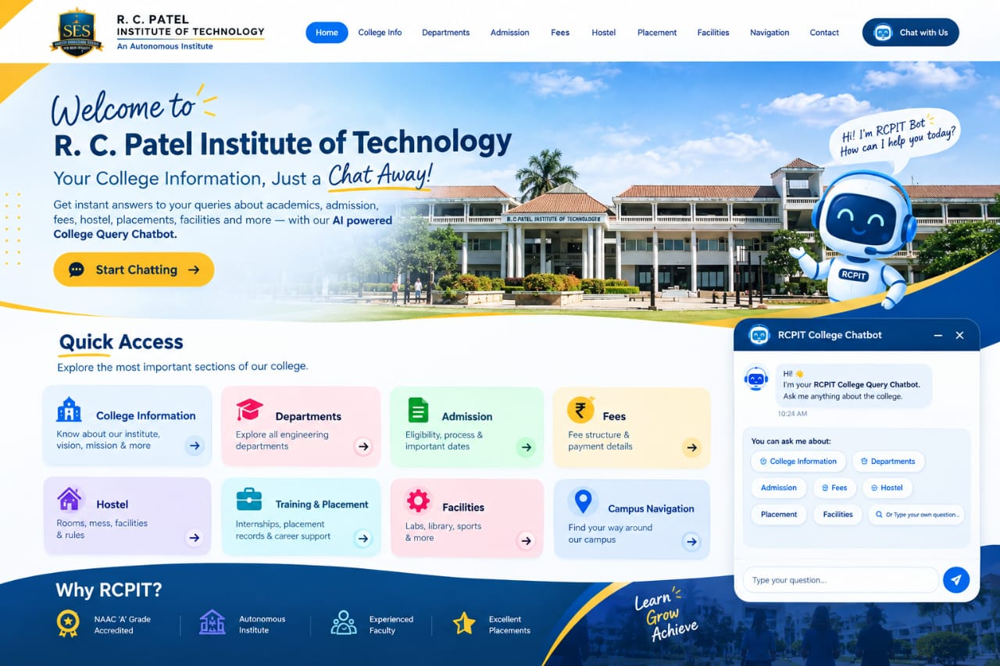 SES
R. C. PATEL
INSTITUTE OF TECHNOLOGY
An Autonomous Institute
Home
College Info
Departments
Admission
Fees
Hostel
Placement
Facilities
Navigation
Contact
Chat with Us
Welcome to
R. C. Patel Institute of Technology
Your College Information, Just a Chat Away!
Get instant answers to your queries about academics, admission,
fees, hostel, placements, facilities and more — with our AI powered
College Query Chatbot.
Start Chatting →
R.C.PATEL INSTITUTE OF TECHNOLOGY
Hi! I'm RCPIT Bot
How can I help you today?
RCPIT
Quick Access
Explore the most important sections of our college.
College Information
Know about our institute,
vision, mission & more
Departments
Explore all engineering
departments
Admission
Eligibility, process &
important dates
₹
Fees
Fee structure &
payment details
Hostel
Rooms, mess, facilities
& rules
Training & Placement
Internships, placement
records & career support
Facilities
Labs, library, sports
& more
Campus Navigation
Find your way around
our campus
RCPIT College Chatbot
Hi! 👋
I'm your RCPIT College Query Chatbot.
Ask me anything about the college.
10:24 AM
You can ask me about:
College Information
Departments
Admission
Fees
Hostel
Placement
Facilities
Or Type your own question...
Type your question...
Why RCPIT?
NAAC 'A' Grade
Accredited
Autonomous
Institute
Experienced
Faculty
Excellent
Placements
Learn
Grow
Achieve